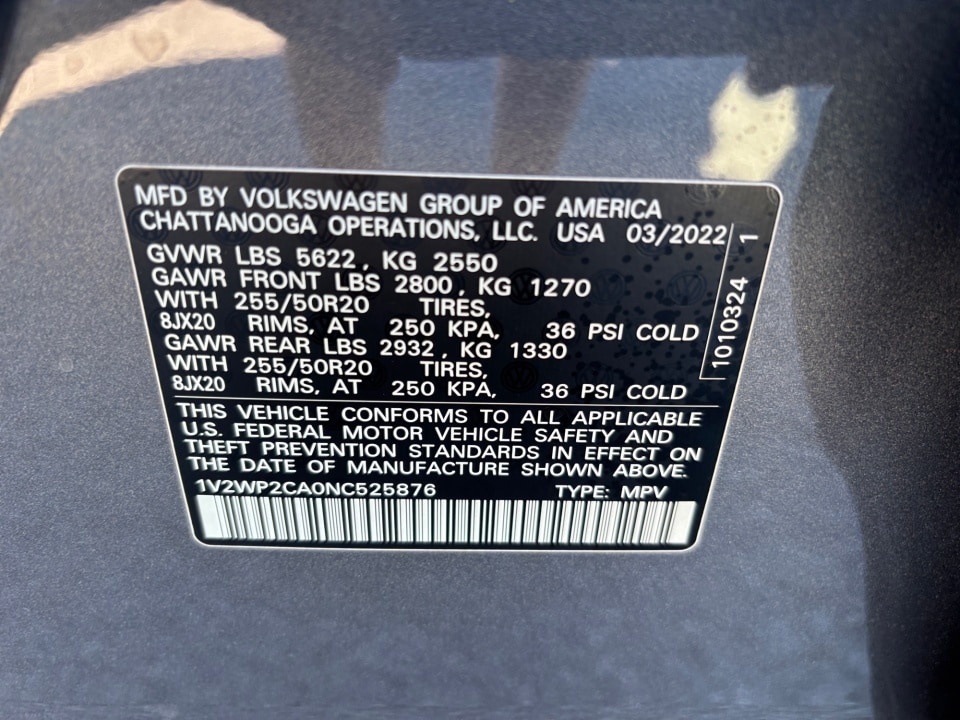 MFD BY VOLKSWAGEN GROUP OF AMERICA
CHATTANOOGA OPERATIONS, LLC. USA 03/2022
GVWR LBS 5622, KG 2550
GAWR FRONT LBS 2800, KG 1270
WITH 255/50R20 TIRES,
8JX20 RIMS, AT 250 KPA, 36 PSI COLD
GAWR REAR LBS 2932, KG 1330
WITH 255/50R20 TIRES,
8JX20 RIMS, AT 250 KPA, 36 PSI COLD
1010324 1
THIS VEHICLE CONFORMS TO ALL APPLICABLE
U.S. FEDERAL MOTOR VEHICLE SAFETY AND
THEFT PREVENTION STANDARDS IN EFFECT ON
THE DATE OF MANUFACTURE SHOWN ABOVE.
1V2WP2CA0NC525876 TYPE: MPV